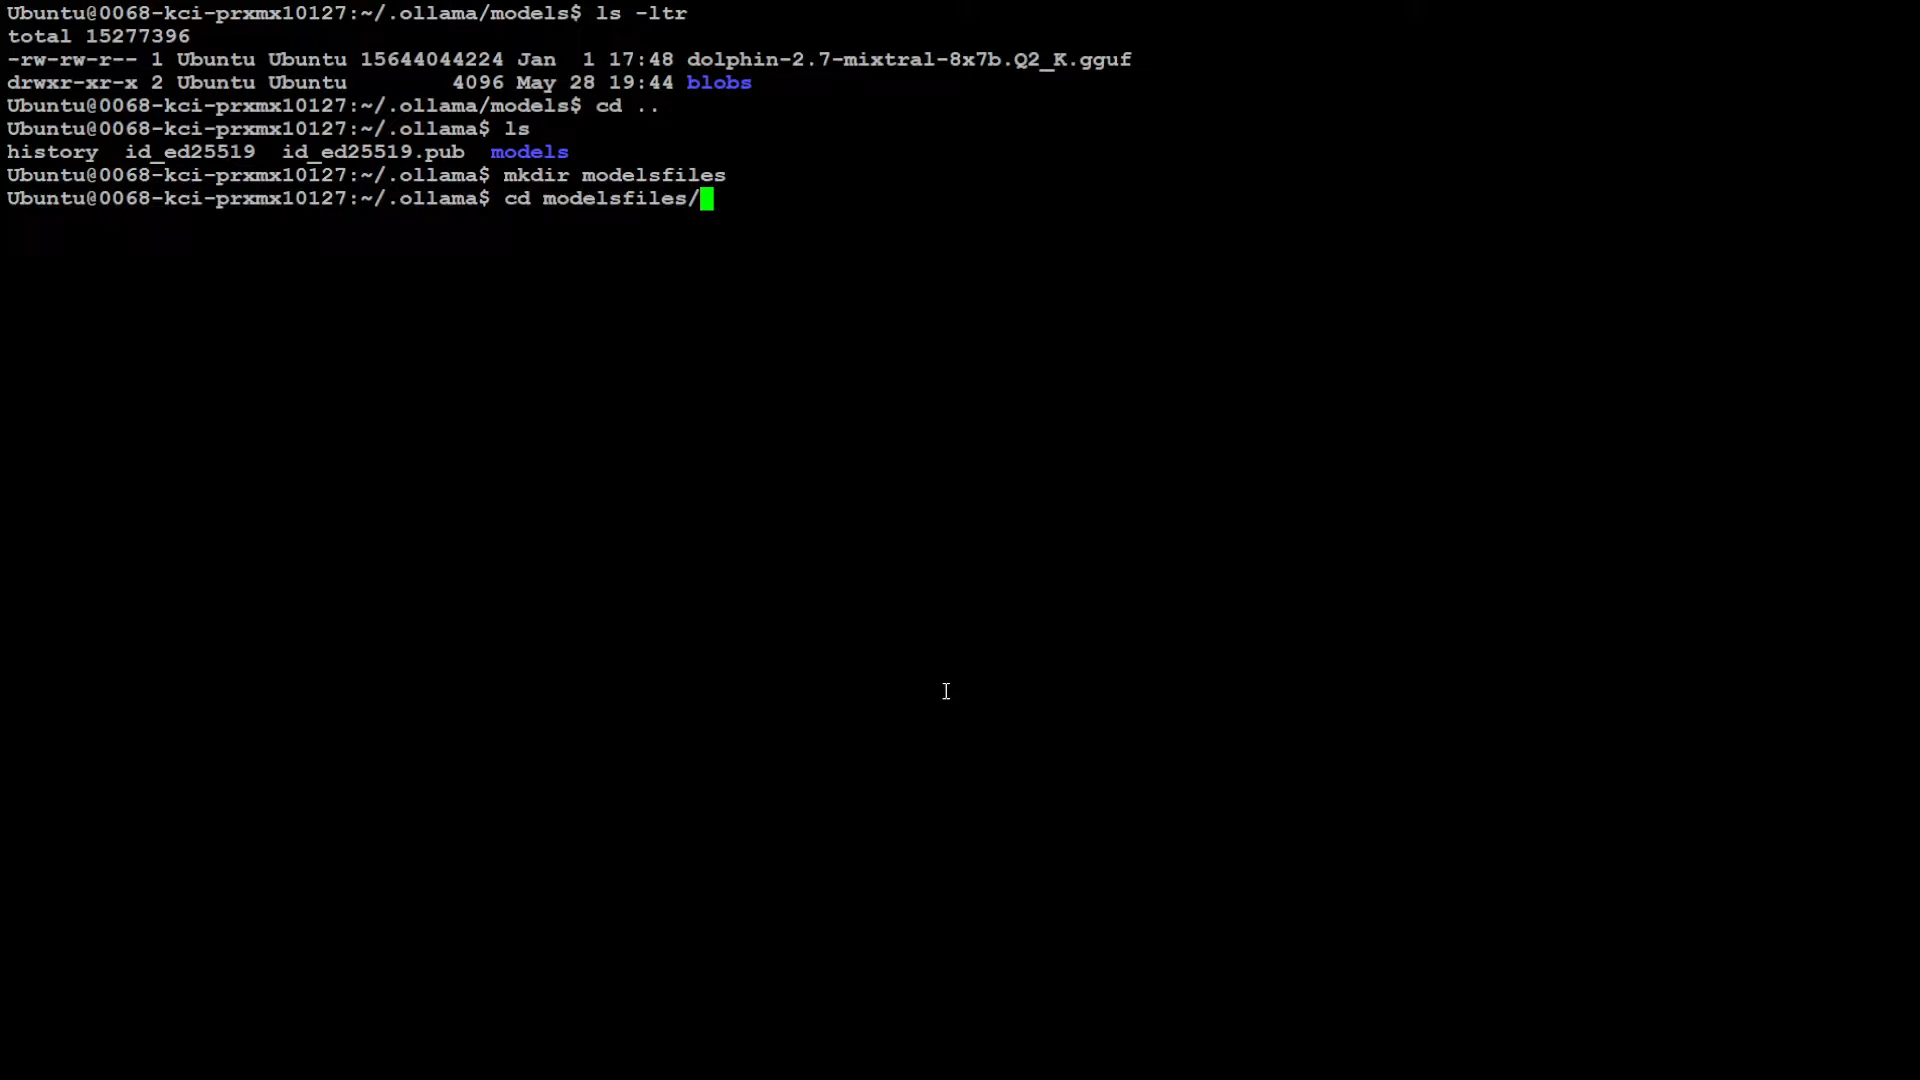 Ubuntu@0068-kci-prxmx10127:~/.ollama/models$ ls -ltr
total 15277396
-rw-rw-r-- 1 Ubuntu Ubuntu 15644044224 Jan  1 17:48 dolphin-2.7-mixtral-8x7b.Q2_K.gguf
drwxr-xr-x 2 Ubuntu Ubuntu        4096 May 28 19:44 blobs
Ubuntu@0068-kci-prxmx10127:~/.ollama/models$ cd ..
Ubuntu@0068-kci-prxmx10127:~/.ollama$ ls
history  id_ed25519  id_ed25519.pub  models
Ubuntu@0068-kci-prxmx10127:~/.ollama$ mkdir modelsfiles
Ubuntu@0068-kci-prxmx10127:~/.ollama$ cd modelsfiles/